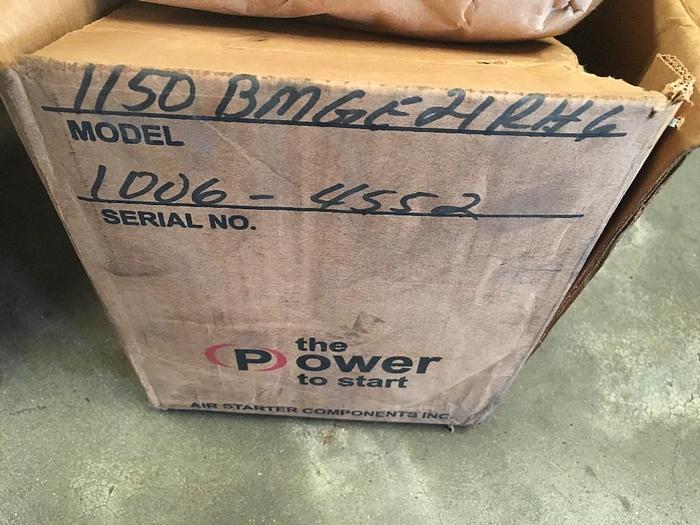 1150 BMGE21RH6
MODEL
1006-4552
SERIAL NO.
the
Power
to start
AIR STARTER COMPONENTS INC.